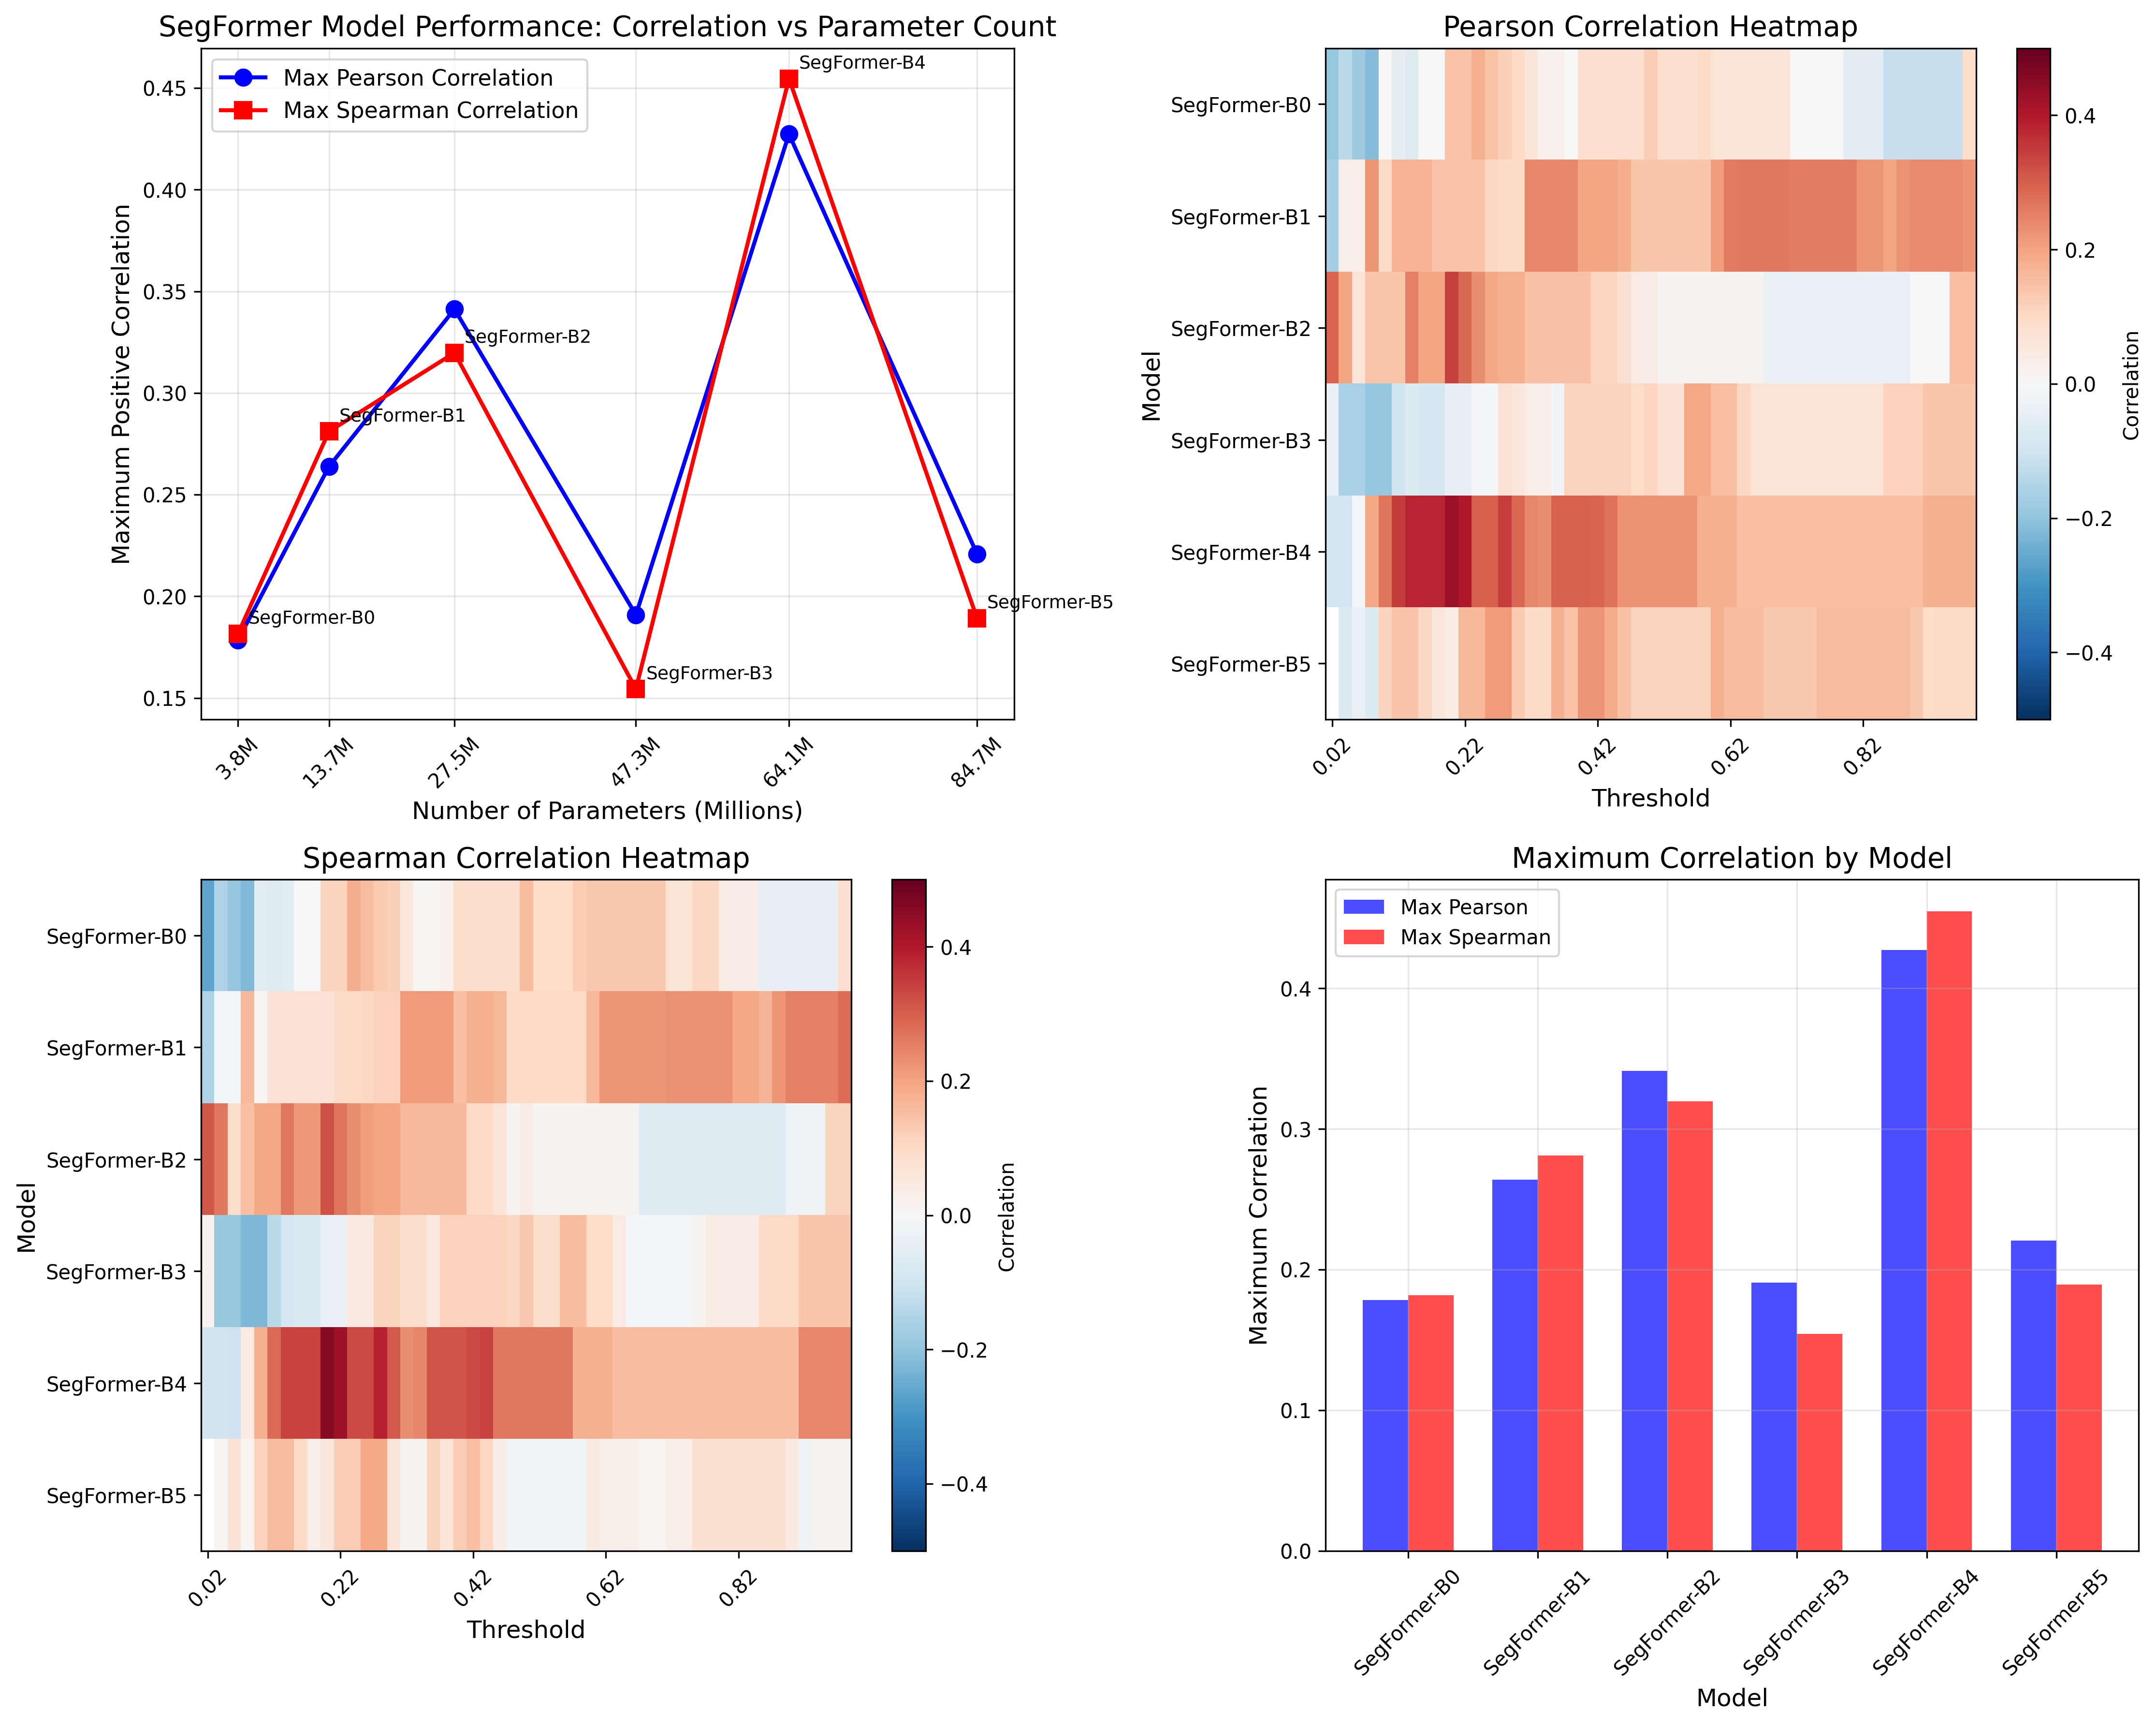 SegFormer Model Performance: Correlation vs Parameter Count
Max Pearson Correlation
Max Spearman Correlation
Maximum Positive Correlation
0.45
0.40
0.35
0.30
0.25
0.20
0.15
SegFormer-B0
SegFormer-B1
SegFormer-B2
SegFormer-B3
SegFormer-B4
SegFormer-B5
3.8M
13.7M
27.5M
47.3M
64.1M
84.7M
Number of Parameters (Millions)
Pearson Correlation Heatmap
Model
SegFormer-B0
SegFormer-B1
SegFormer-B2
SegFormer-B3
SegFormer-B4
SegFormer-B5
0.02
0.22
0.42
0.62
0.82
Threshold
0.4
0.2
0.0
−0.2
−0.4
Correlation
Spearman Correlation Heatmap
Model
SegFormer-B0
SegFormer-B1
SegFormer-B2
SegFormer-B3
SegFormer-B4
SegFormer-B5
0.02
0.22
0.42
0.62
0.82
Threshold
0.4
0.2
0.0
−0.2
−0.4
Correlation
Maximum Correlation by Model
Max Pearson
Max Spearman
Maximum Correlation
0.4
0.3
0.2
0.1
0.0
SegFormer-B0
SegFormer-B1
SegFormer-B2
SegFormer-B3
SegFormer-B4
SegFormer-B5
Model